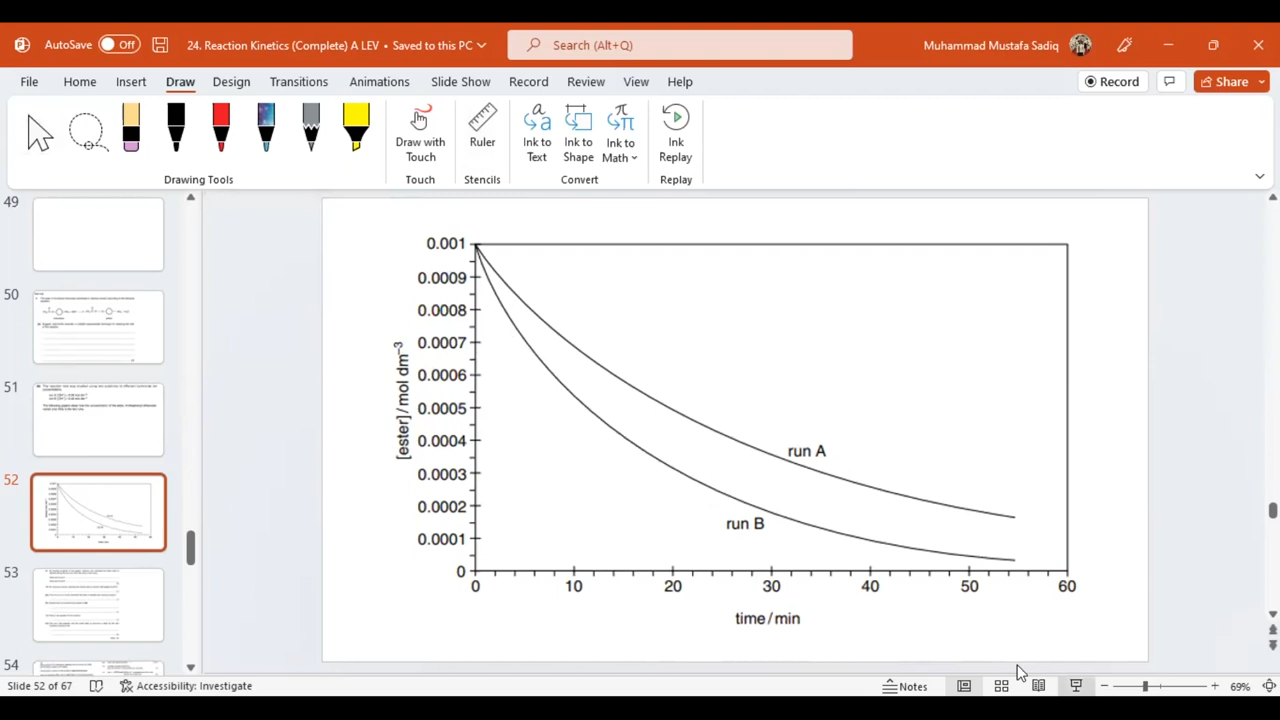 AutoSave Off 24. Reaction Kinetics (Complete) A LEV • Saved to this PC Search (Alt+Q) Muhammad Mustafa Sadiq
File Home Insert Draw Design Transitions Animations Slide Show Record Review View Help Record Share
Draw with Touch Ruler Ink to Text Ink to Shape Ink to Math Ink Replay
Drawing Tools Touch Stencils Convert Replay
49
50
51
52
53
54
0.001
0.0009
0.0008
0.0007
0.0006
0.0005
0.0004
0.0003
0.0002
0.0001
0
[ester]/mol dm⁻³
run A
run B
0 10 20 30 40 50 60
time/min
Slide 52 of 67 Accessibility: Investigate Notes 69%